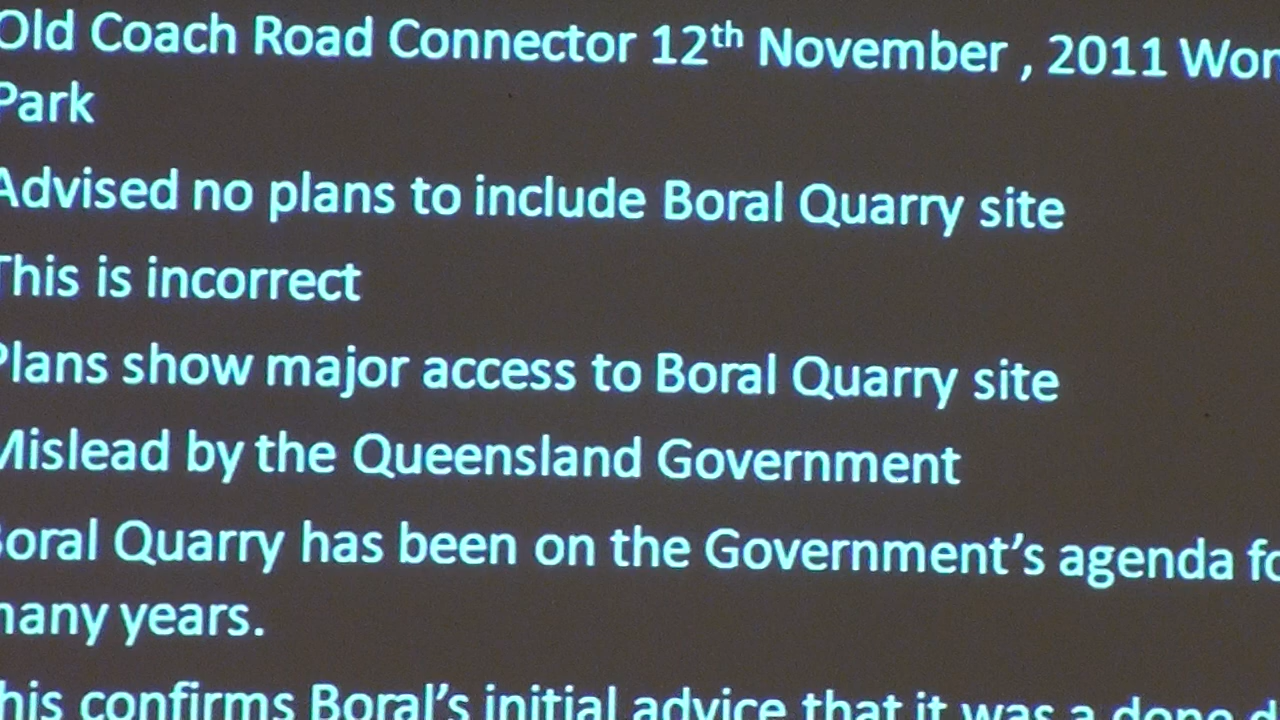 Old Coach Road Connector 12th November , 2011 Wor
Park
Advised no plans to include Boral Quarry site
This is incorrect
Plans show major access to Boral Quarry site
Mislead by the Queensland Government
Boral Quarry has been on the Government's agenda fo
many years.
This confirms Boral's initial advice that it was a done d